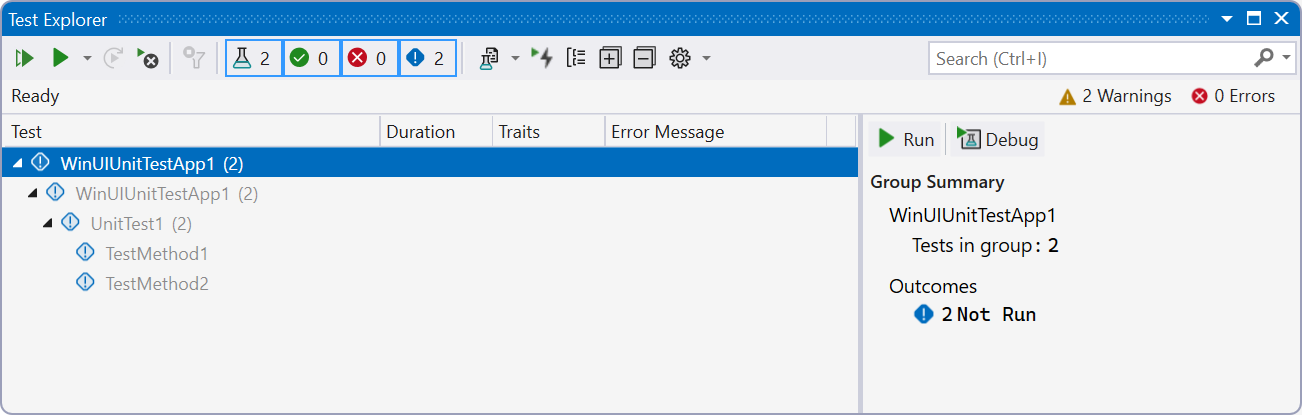 Test Explorer
2 0 0 2 Search (Ctrl+I)
Ready 2 Warnings 0 Errors
Test Duration Traits Error Message
Run Debug
WinUIUnitTestApp1 (2)
WinUIUnitTestApp1 (2)
UnitTest1 (2)
TestMethod1
TestMethod2
Group Summary
WinUIUnitTestApp1
Tests in group: 2
Outcomes
2 Not Run